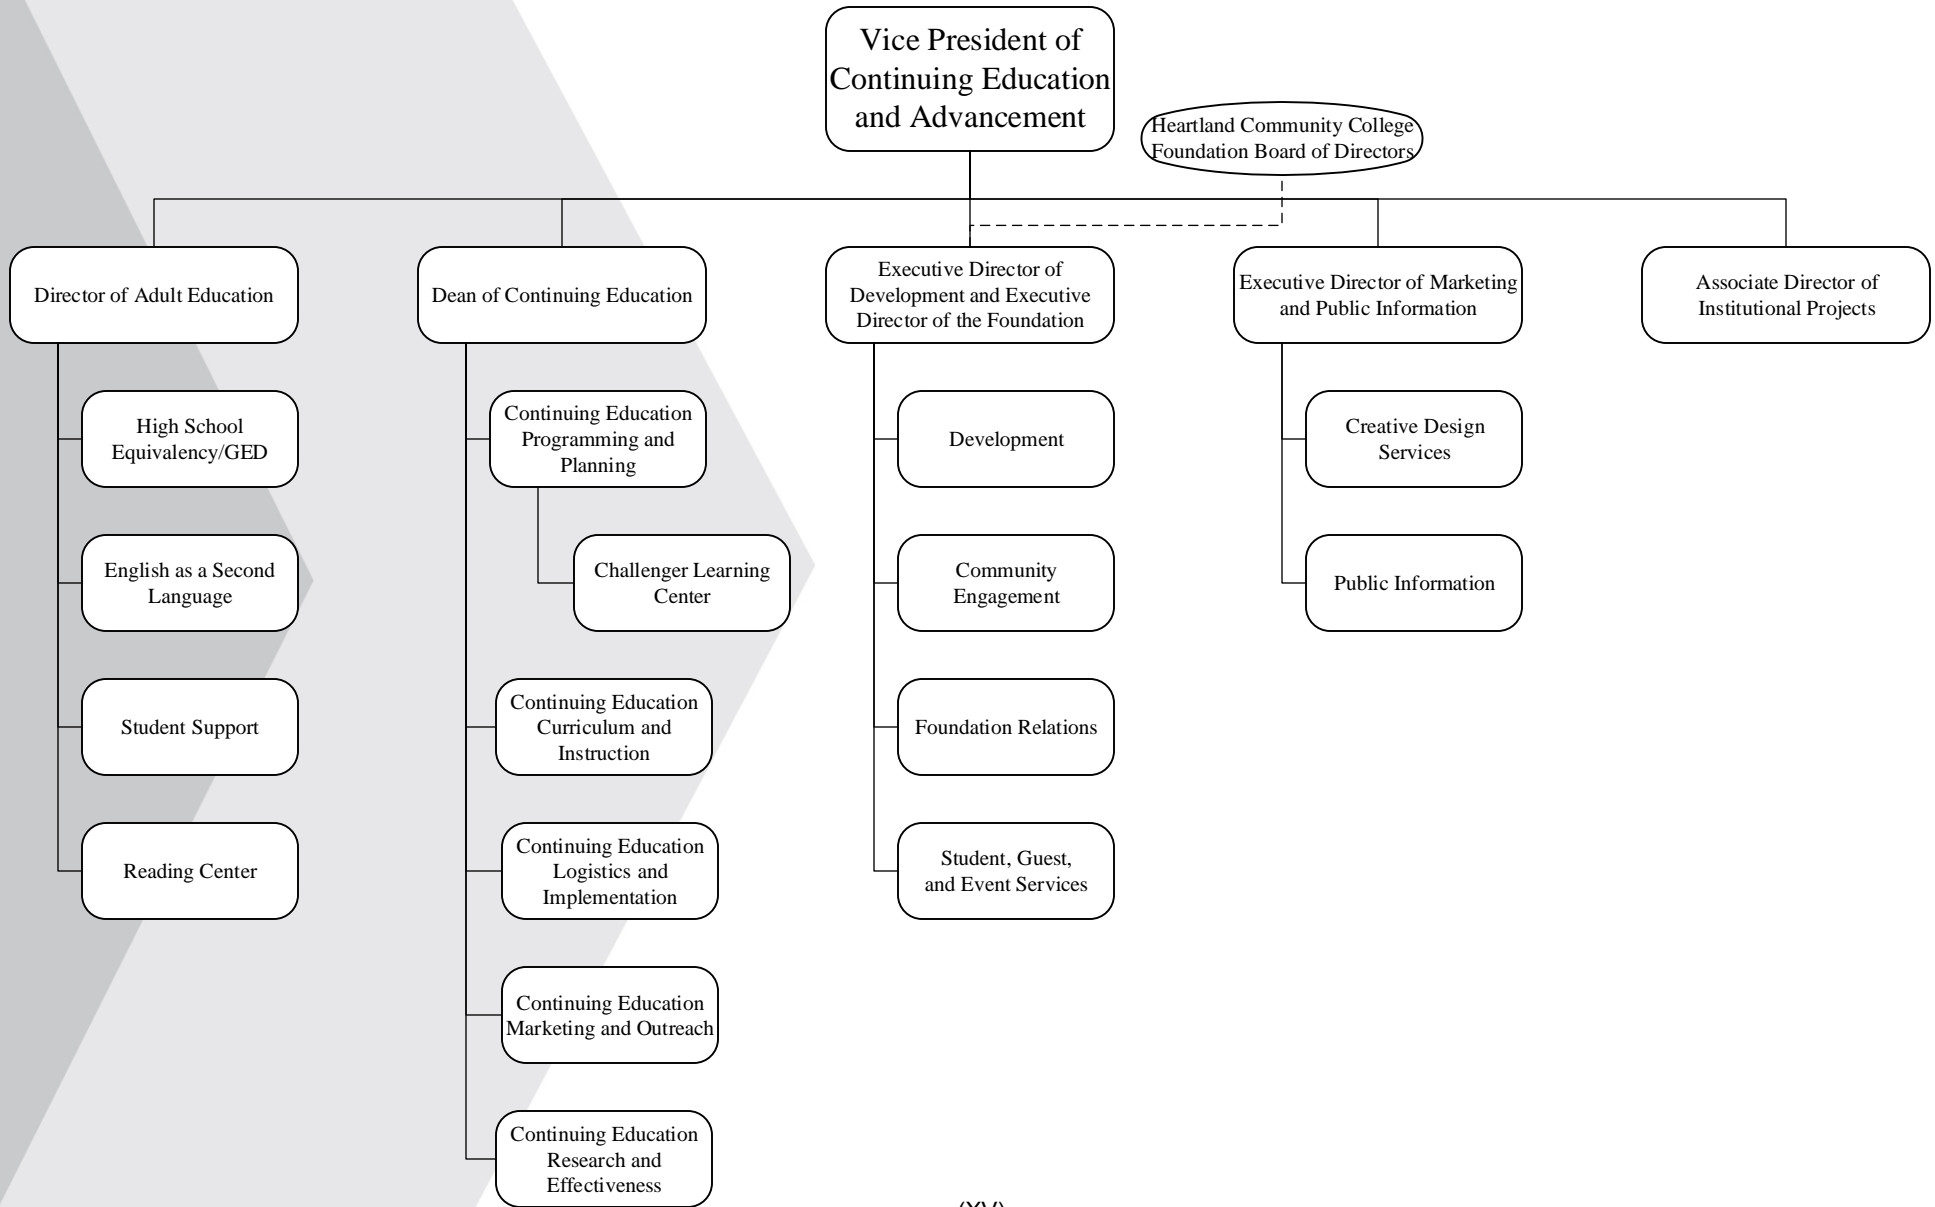 Vice President of
Continuing Education
and Advancement
Heartland Community College
Foundation Board of Directors
Director of Adult Education
Dean of Continuing Education
Executive Director of
Development and Executive
Director of the Foundation
Executive Director of Marketing
and Public Information
Associate Director of
Institutional Projects
High School
Equivalency/GED
English as a Second
Language
Student Support
Reading Center
Continuing Education
Programming and
Planning
Challenger Learning
Center
Continuing Education
Curriculum and
Instruction
Continuing Education
Logistics and
Implementation
Continuing Education
Marketing and Outreach
Continuing Education
Research and
Effectiveness
Development
Community
Engagement
Foundation Relations
Student, Guest,
and Event Services
Creative Design
Services
Public Information